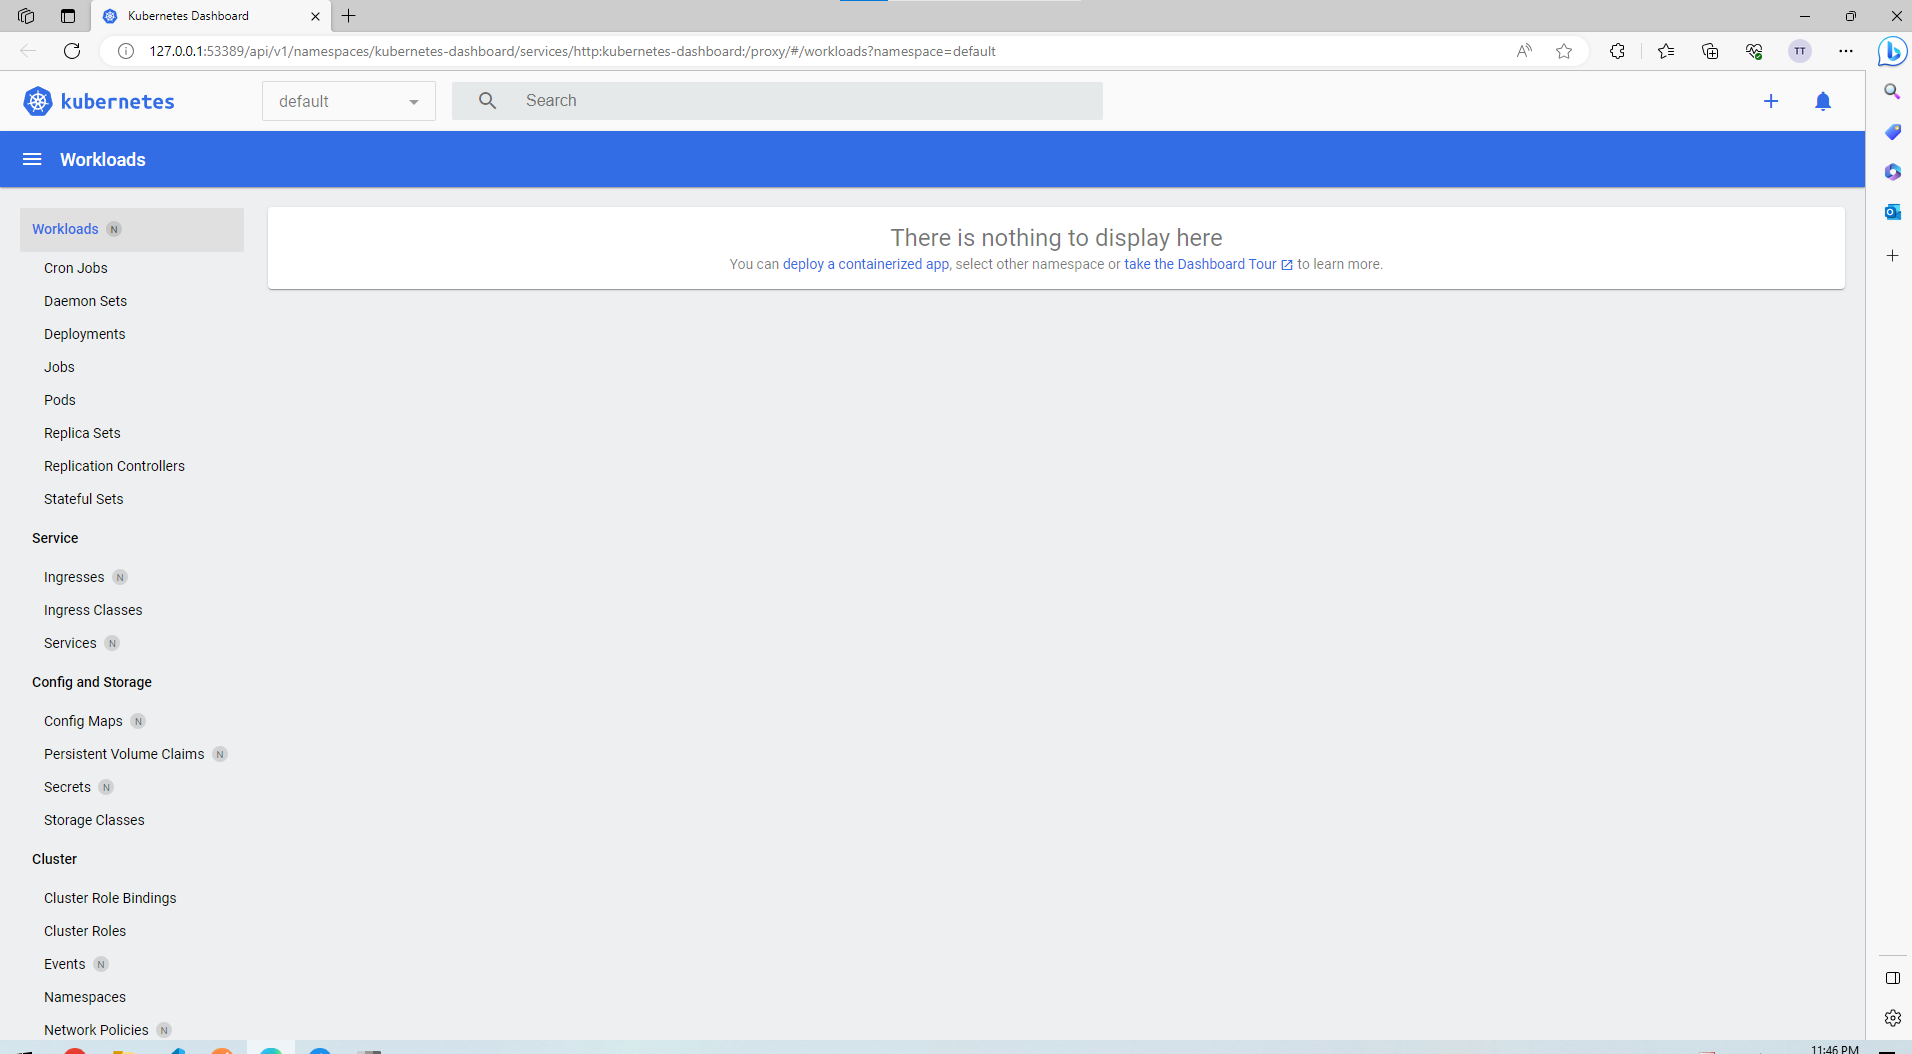 Kubernetes Dashboard
127.0.0.1:53389/api/v1/namespaces/kubernetes-dashboard/services/http:kubernetes-dashboard:/proxy/#/workloads?namespace=default
TT
kubernetes
default
Search
Workloads
Workloads N
There is nothing to display here
You can deploy a containerized app, select other namespace or take the Dashboard Tour to learn more.
Cron Jobs
Daemon Sets
Deployments
Jobs
Pods
Replica Sets
Replication Controllers
Stateful Sets
Service
Ingresses N
Ingress Classes
Services N
Config and Storage
Config Maps N
Persistent Volume Claims N
Secrets N
Storage Classes
Cluster
Cluster Role Bindings
Cluster Roles
Events N
Namespaces
Network Policies N
11:46 PM